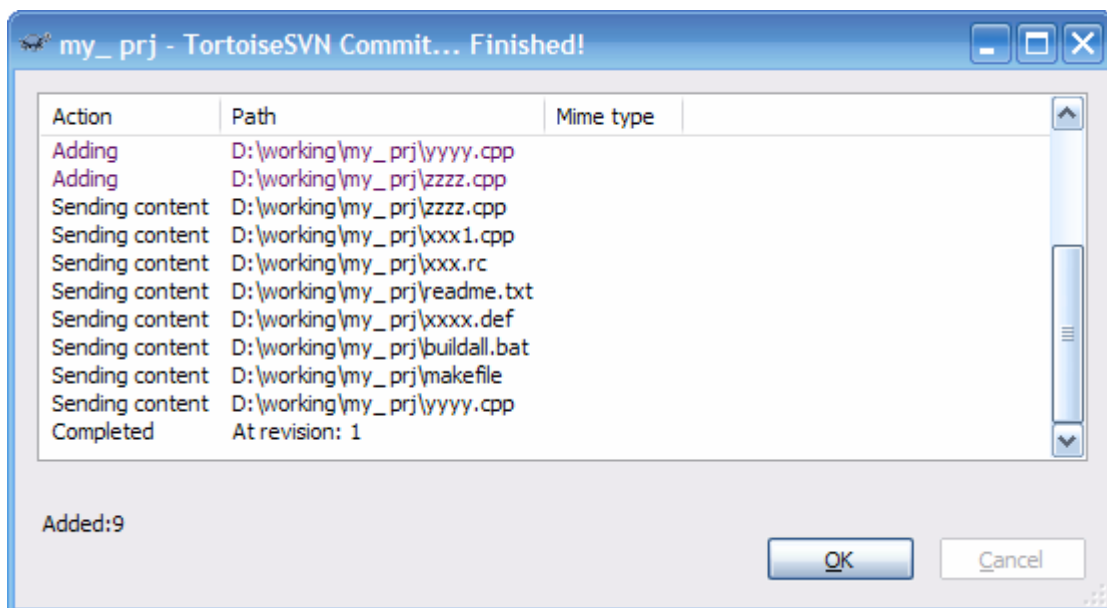 my_ prj - TortoiseSVN Commit... Finished!
Action Path Mime type
Adding D:\working\my_ prj\yyyy.cpp
Adding D:\working\my_ prj\zzzz.cpp
Sending content D:\working\my_ prj\zzzz.cpp
Sending content D:\working\my_ prj\xxx1.cpp
Sending content D:\working\my_ prj\xxx.rc
Sending content D:\working\my_ prj\readme.txt
Sending content D:\working\my_ prj\xxxx.def
Sending content D:\working\my_ prj\buildall.bat
Sending content D:\working\my_ prj\makefile
Sending content D:\working\my_ prj\yyyy.cpp
Completed At revision: 1
Added:9
OK Cancel